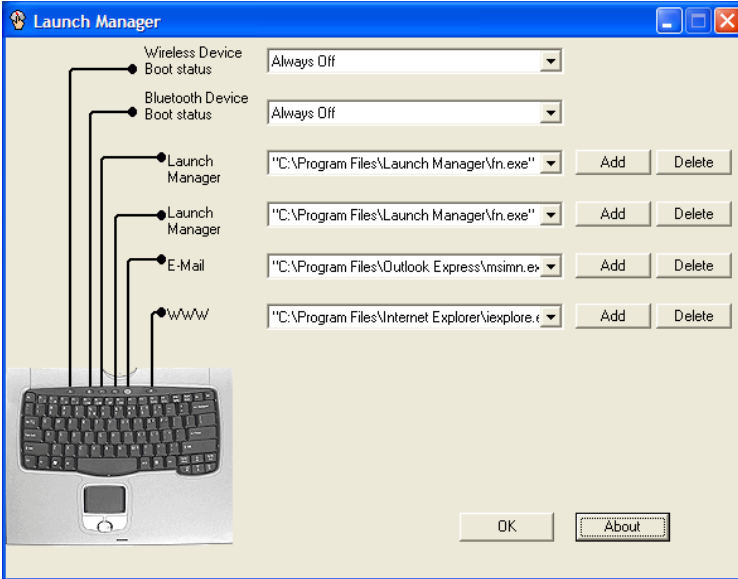 Launch Manager
Wireless Device
Boot status
Always Off
Bluetooth Device
Boot status
Always Off
Launch
Manager
"C:\Program Files\Launch Manager\fn.exe"
Add
Delete
Launch
Manager
"C:\Program Files\Launch Manager\fn.exe"
Add
Delete
E-Mail
"C:\Program Files\Outlook Express\msimn.ex
Add
Delete
WWW
"C:\Program Files\Internet Explorer\iexplore.e
Add
Delete
OK
About